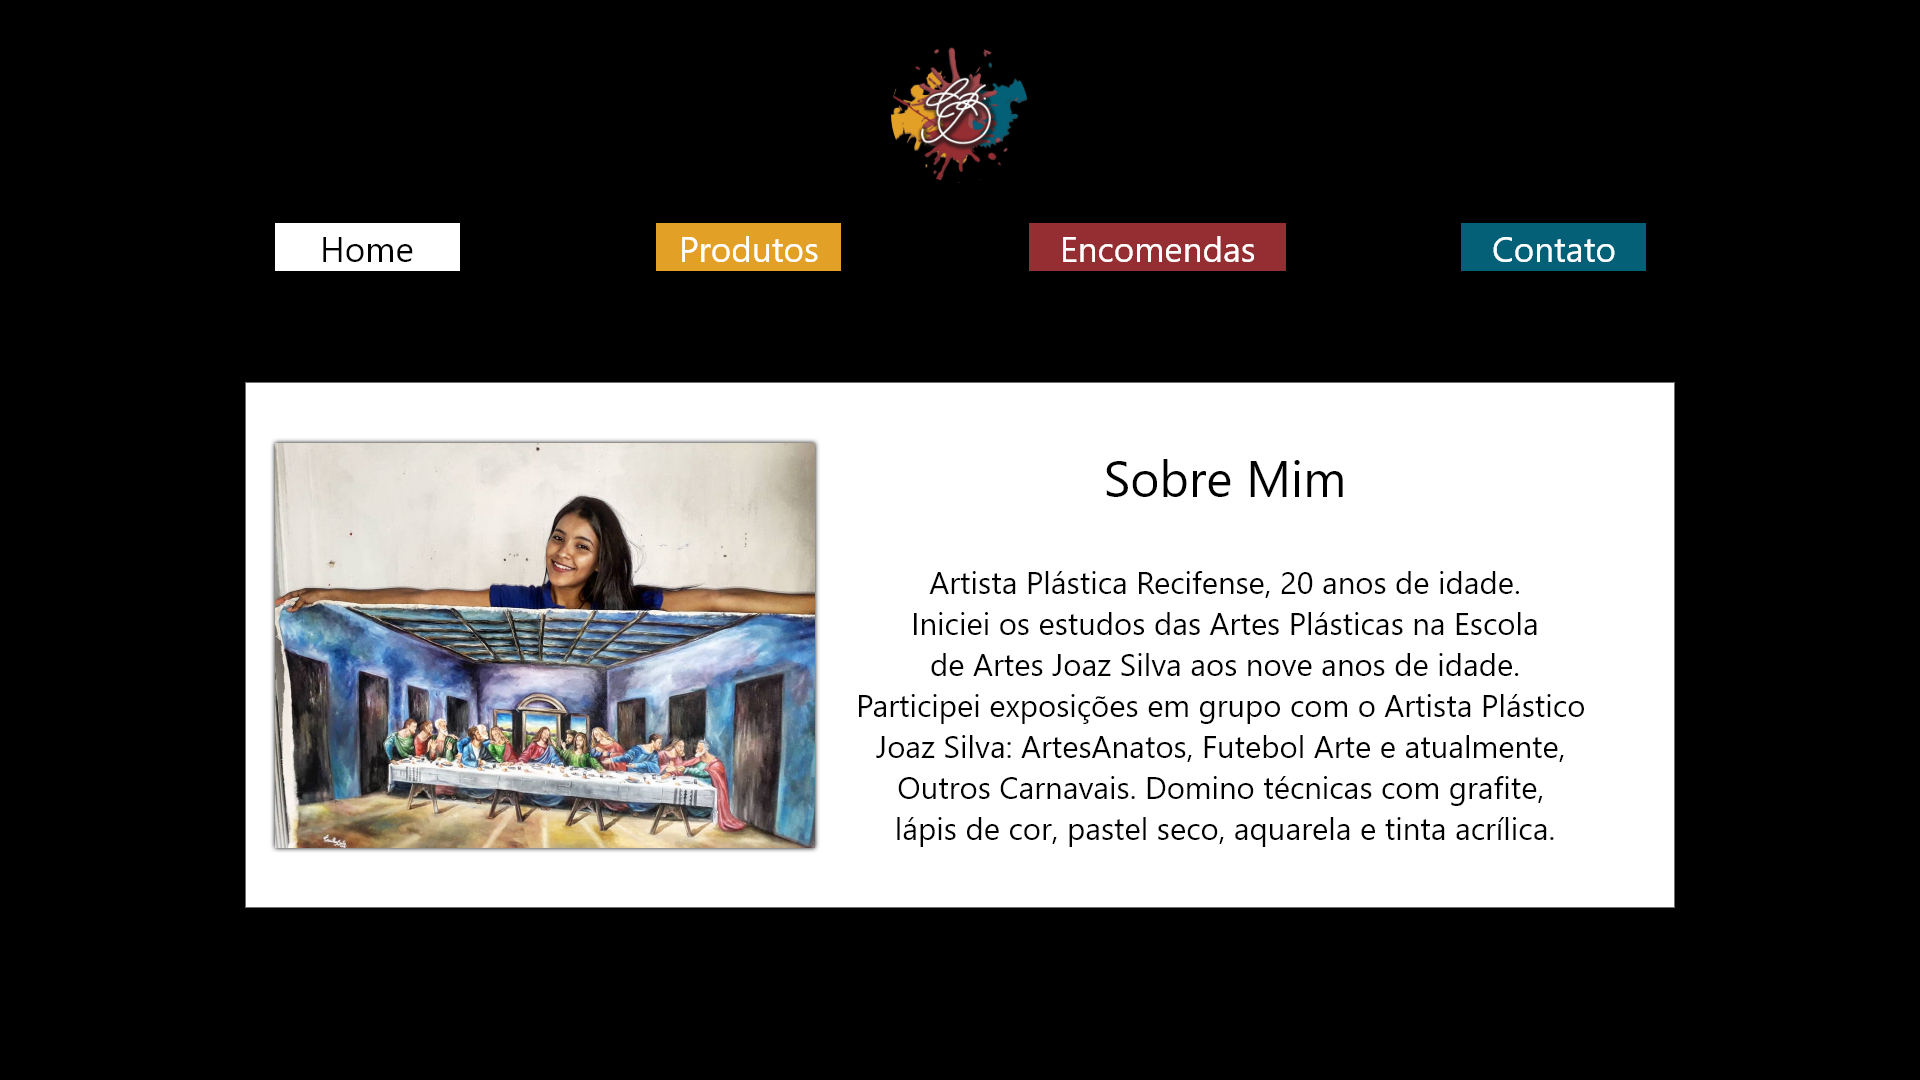 Home
Produtos
Encomendas
Contato
Sobre Mim
Artista Plástica Recifense, 20 anos de idade.
Iniciei os estudos das Artes Plásticas na Escola
de Artes Joaz Silva aos nove anos de idade.
Participei exposições em grupo com o Artista Plástico
Joaz Silva: ArtesAnatos, Futebol Arte e atualmente,
Outros Carnavais. Domino técnicas com grafite,
lápis de cor, pastel seco, aquarela e tinta acrílica.